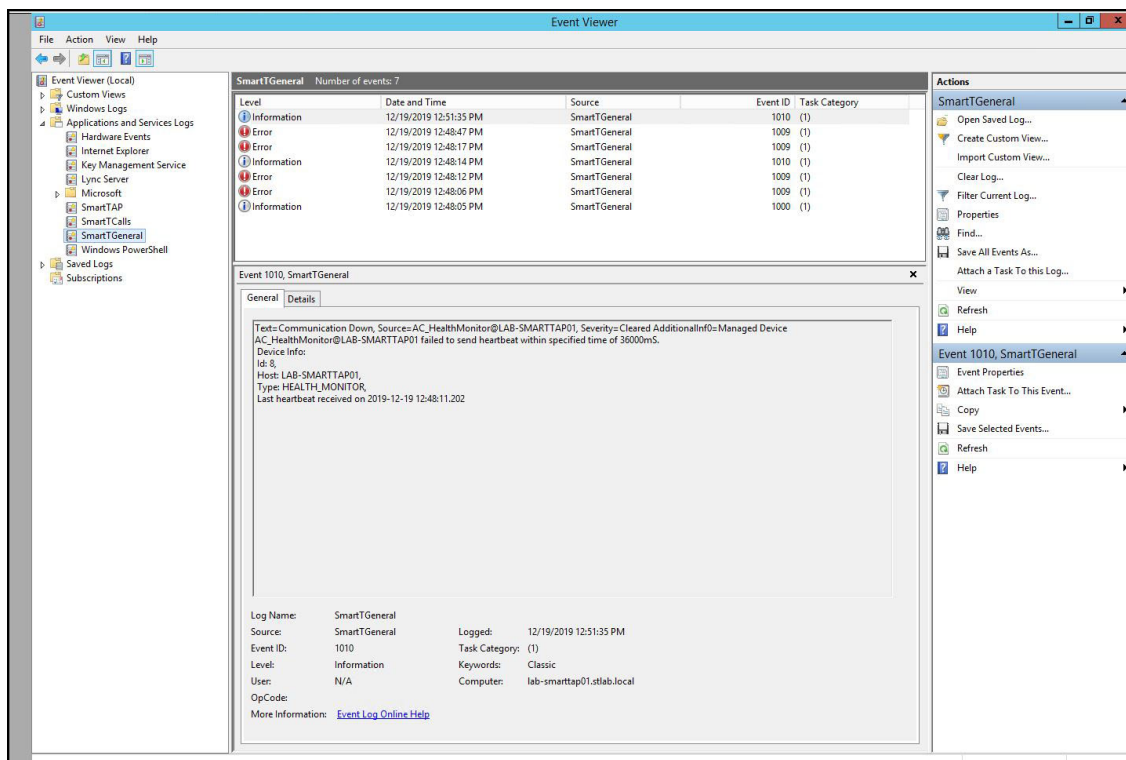 Event Viewer
File Action View Help
Event Viewer (Local)
Custom Views
Windows Logs
Applications and Services Logs
Hardware Events
Internet Explorer
Key Management Service
Lync Server
Microsoft
SmartTAP
SmartTCalls
SmartTGeneral
Windows PowerShell
Saved Logs
Subscriptions
SmartTGeneral Number of events: 7
Level Date and Time Source Event ID Task Category
Information 12/19/2019 12:51:35 PM SmartTGeneral 1010 (1)
Error 12/19/2019 12:48:47 PM SmartTGeneral 1009 (1)
Error 12/19/2019 12:48:17 PM SmartTGeneral 1009 (1)
Information 12/19/2019 12:48:14 PM SmartTGeneral 1010 (1)
Error 12/19/2019 12:48:12 PM SmartTGeneral 1009 (1)
Error 12/19/2019 12:48:06 PM SmartTGeneral 1009 (1)
Information 12/19/2019 12:48:05 PM SmartTGeneral 1000 (1)
Event 1010, SmartTGeneral
General Details
Text=Communication Down, Source=AC_HealthMonitor@LAB-SMARTTAP01, Severity=Cleared AdditionalInf0=Managed Device
AC_HealthMonitor@LAB-SMARTTAP01 failed to send heartbeat within specified time of 36000mS.
Device Info:
Id: 8,
Host: LAB-SMARTTAP01,
Type: HEALTH_MONITOR,
Last heartbeat received on 2019-12-19 12:48:11.202
Log Name: SmartTGeneral
Source: SmartTGeneral Logged: 12/19/2019 12:51:35 PM
Event ID: 1010 Task Category: (1)
Level: Information Keywords: Classic
User: N/A Computer: lab-smarttap01.stlab.local
OpCode:
More Information: Event Log Online Help
Actions
SmartTGeneral
Open Saved Log...
Create Custom View...
Import Custom View...
Clear Log...
Filter Current Log...
Properties
Find...
Save All Events As...
Attach a Task To this Log...
View
Refresh
Help
Event 1010, SmartTGeneral
Event Properties
Attach Task To This Event...
Copy
Save Selected Events...
Refresh
Help